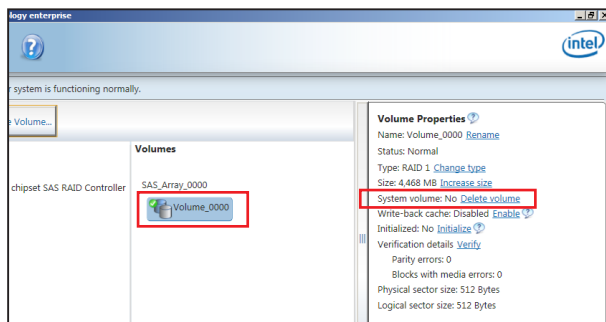 ology enterprise
intel
r system is functioning normally.
e Volume...
Volumes
chipset SAS RAID Controller
SAS_Array_0000
Volume_0000
Volume Properties
Name: Volume_0000 Rename
Status: Normal
Type: RAID 1 Change type
Size: 4,468 MB Increase size
System volume: No Delete volume
Write-back cache: Disabled Enable
Initialized: No Initialize
Verification details Verify
Parity errors: 0
Blocks with media errors: 0
Physical sector size: 512 Bytes
Logical sector size: 512 Bytes